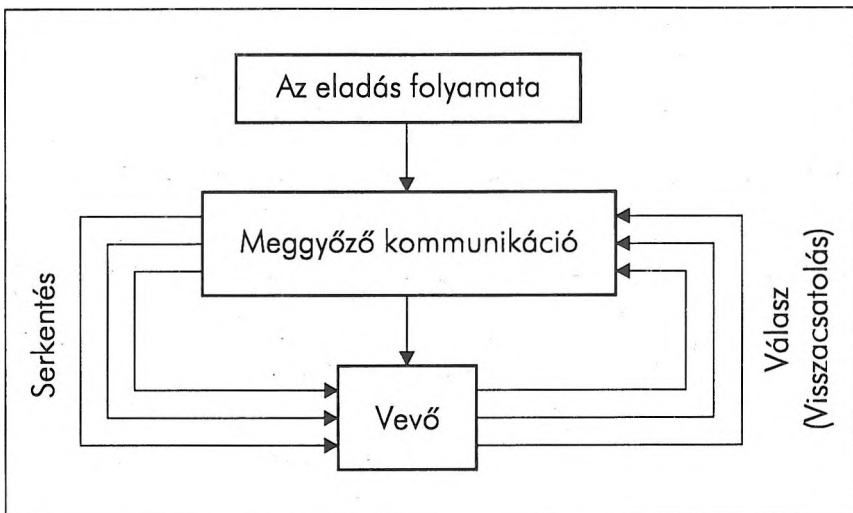 Az eladás folyamata
Meggyőző kommunikáció
Serkentés
Válasz
(Visszacsatolás)
Vevő